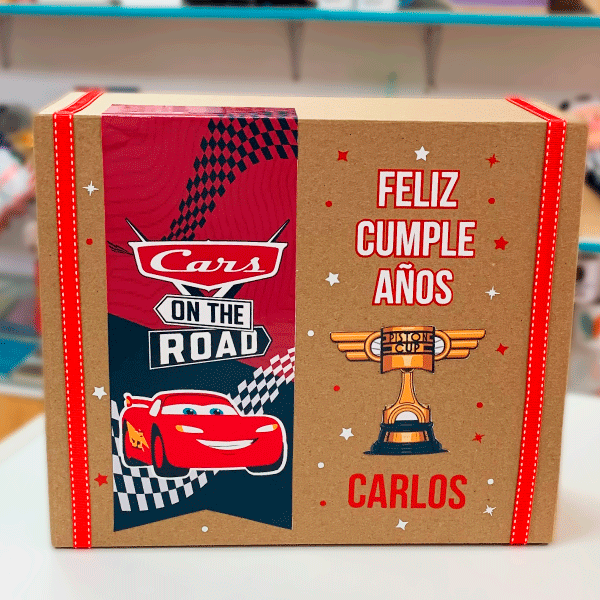 Cars
ON THE
ROAD
FELIZ
CUMPLE
AÑOS
PISTON
CUP
CARLOS